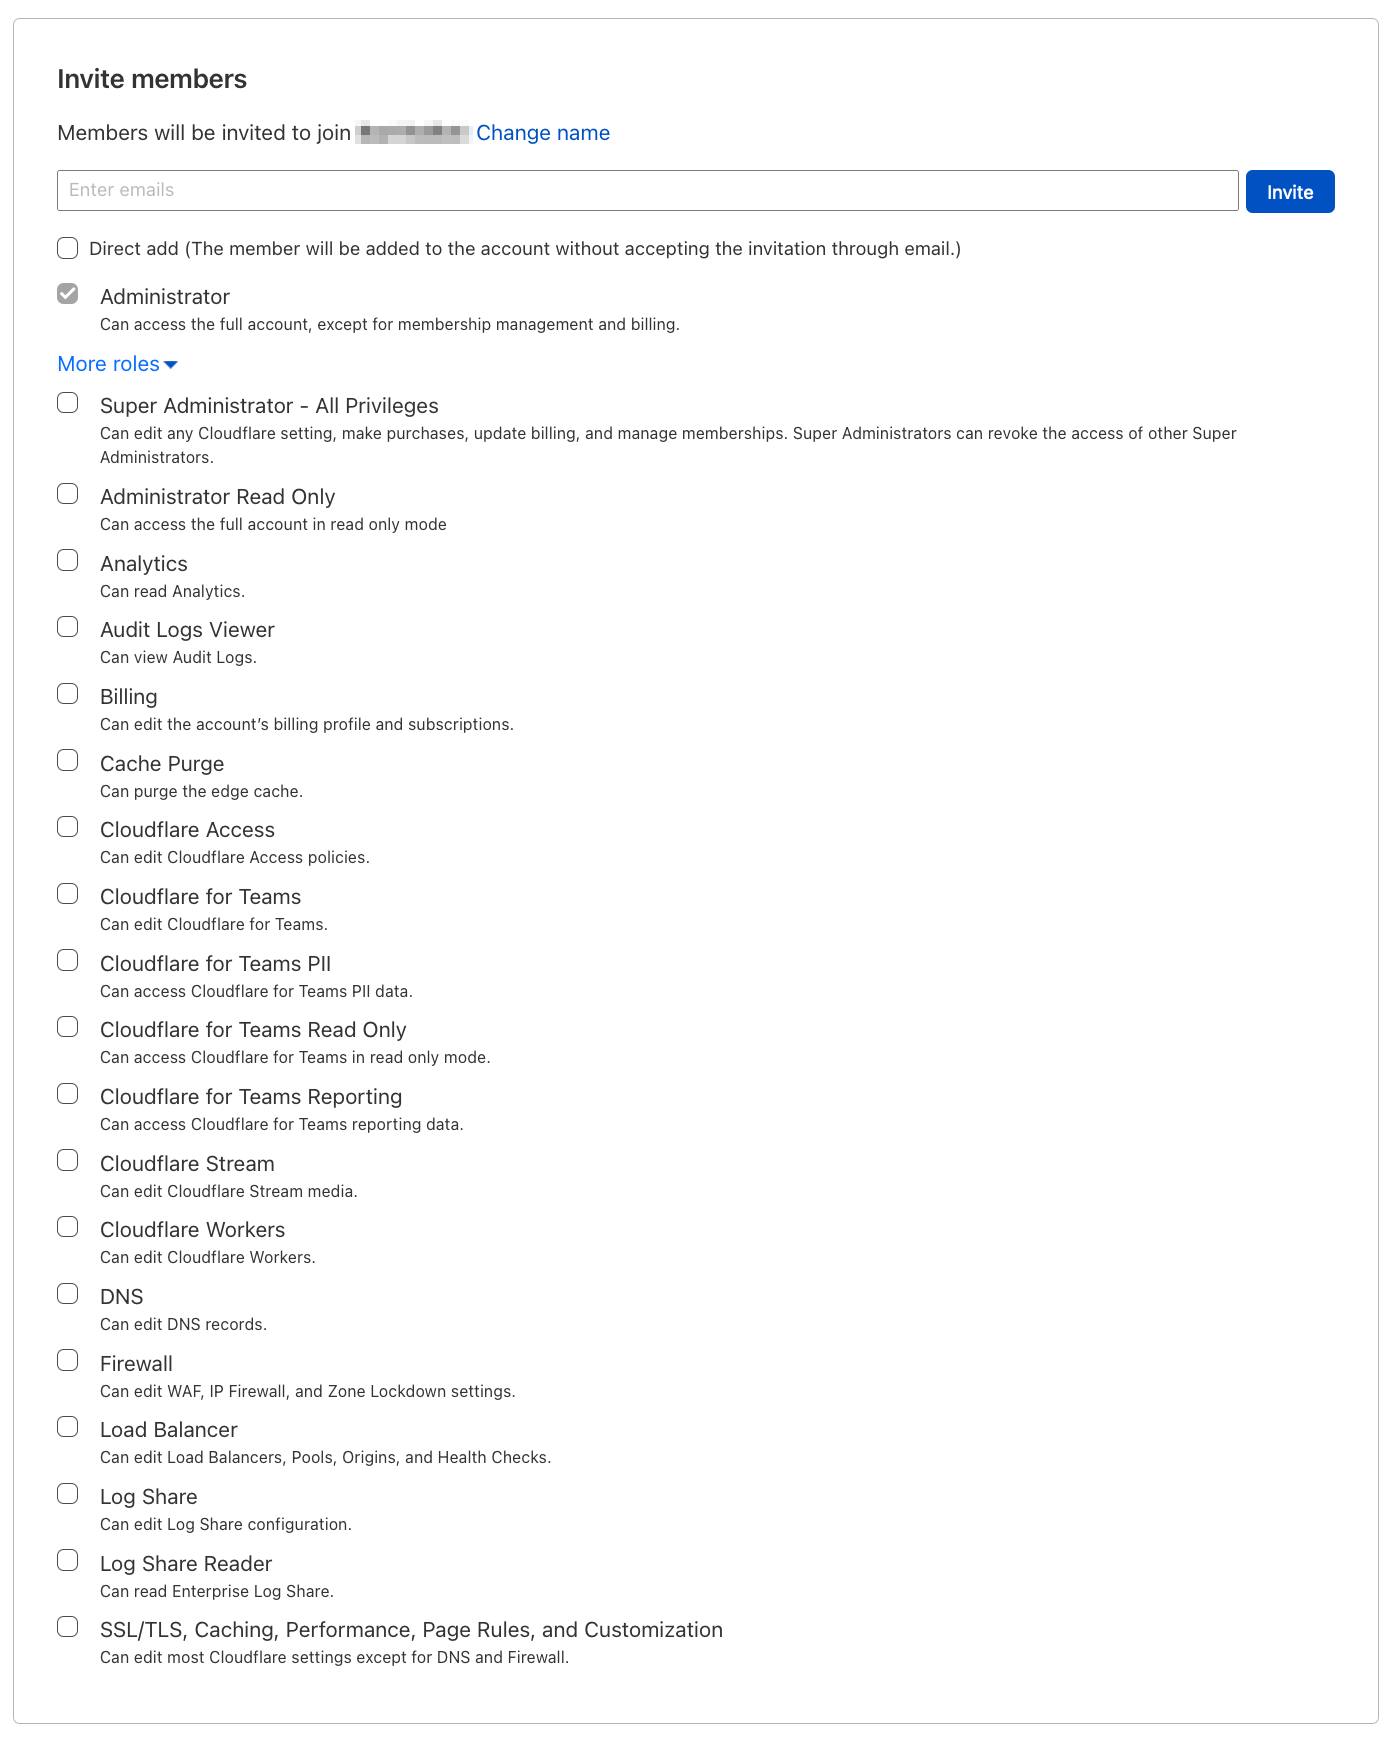 Invite members
Members will be invited to join Change name
Enter emails
Invite
Direct add (The member will be added to the account without accepting the invitation through email.)
Administrator
Can access the full account, except for membership management and billing.
More roles
Super Administrator - All Privileges
Can edit any Cloudflare setting, make purchases, update billing, and manage memberships. Super Administrators can revoke the access of other Super
Administrators.
Administrator Read Only
Can access the full account in read only mode
Analytics
Can read Analytics.
Audit Logs Viewer
Can view Audit Logs.
Billing
Can edit the account’s billing profile and subscriptions.
Cache Purge
Can purge the edge cache.
Cloudflare Access
Can edit Cloudflare Access policies.
Cloudflare for Teams
Can edit Cloudflare for Teams.
Cloudflare for Teams PII
Can access Cloudflare for Teams PII data.
Cloudflare for Teams Read Only
Can access Cloudflare for Teams in read only mode.
Cloudflare for Teams Reporting
Can access Cloudflare for Teams reporting data.
Cloudflare Stream
Can edit Cloudflare Stream media.
Cloudflare Workers
Can edit Cloudflare Workers.
DNS
Can edit DNS records.
Firewall
Can edit WAF, IP Firewall, and Zone Lockdown settings.
Load Balancer
Can edit Load Balancers, Pools, Origins, and Health Checks.
Log Share
Can edit Log Share configuration.
Log Share Reader
Can read Enterprise Log Share.
SSL/TLS, Caching, Performance, Page Rules, and Customization
Can edit most Cloudflare settings except for DNS and Firewall.